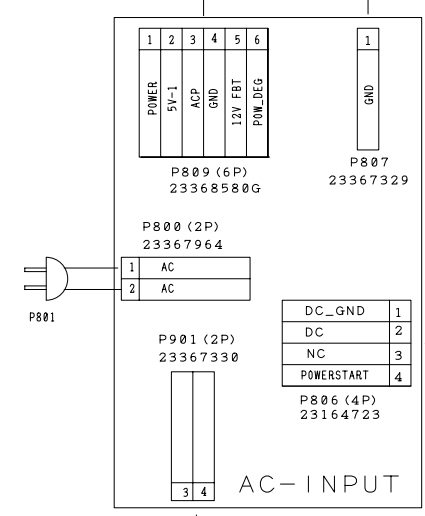 1 2 3 4 5 6
POWER
5V-1
ACP
GND
12V FBT
POW_DEG
P809(6P)
23368580G
1
GND
P807
23367329
P800(2P)
23367964
1 AC
2 AC
P801
P901(2P)
23367330
3 4
DC_GND 1
DC 2
NC 3
POWERSTART 4
P806(4P)
23164723
AC-INPUT